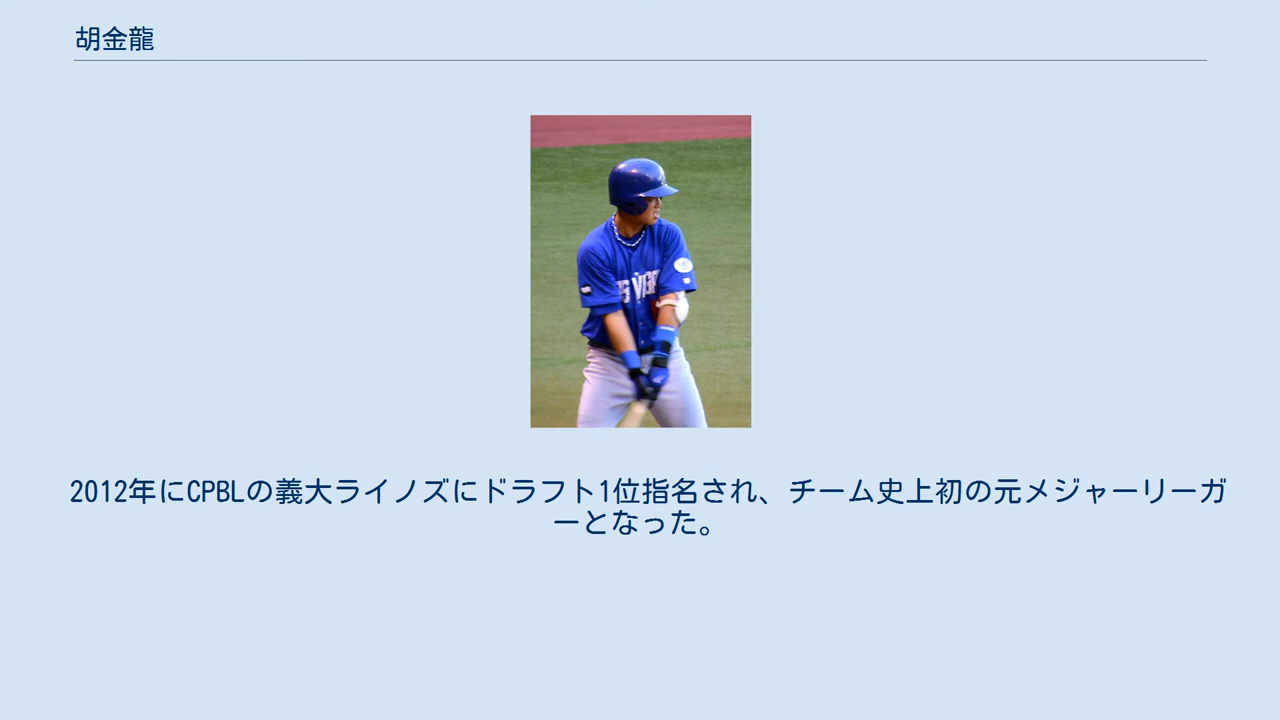 胡金龍
2012年にCPBLの義大ライノズにドラフト1位指名され、チーム史上初の元メジャーリーガ
ーとなった。